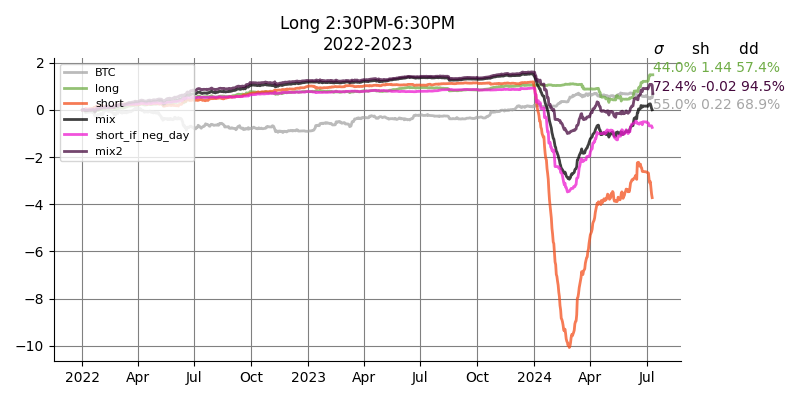 Long 2:30PM-6:30PM
2022-2023
σ sh dd
44.0% 1.44 57.4%
72.4% -0.02 94.5%
55.0% 0.22 68.9%
BTC
long
short
mix
short_if_neg_day
mix2
2
0
−2
−4
−6
−8
−10
2022 Apr Jul Oct 2023 Apr Jul Oct 2024 Apr Jul